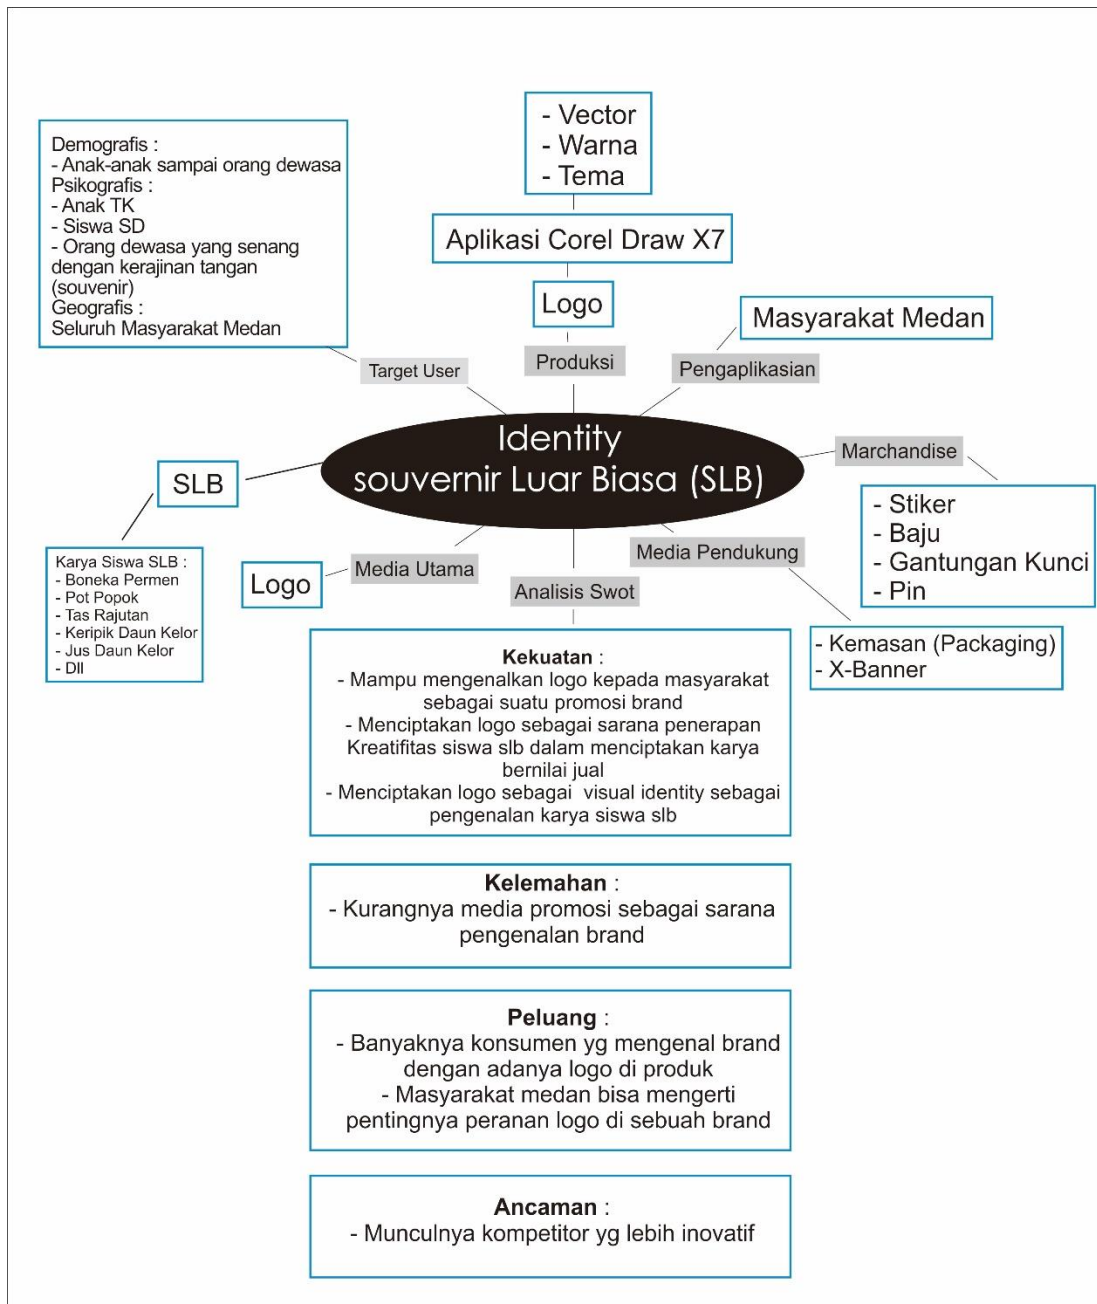 - Vector
- Warna
- Tema
Demografis :
- Anak-anak sampai orang dewasa
Psikografis :
- Anak TK
- Siswa SD
- Orang dewasa yang senang
dengan kerajinan tangan
(souvenir)
Geografis :
Seluruh Masyarakat Medan
Aplikasi Corel Draw X7
Logo
Masyarakat Medan
Target User
Produksi
Pengaplikasian
Identity
souvernir Luar Biasa (SLB)
Marchandise
SLB
- Stiker
- Baju
- Gantungan Kunci
- Pin
Karya Siswa SLB :
- Boneka Permen
- Pot Popok
- Tas Rajutan
- Keripik Daun Kelor
- Jus Daun Kelor
- Dll
Logo
Media Utama
Analisis Swot
Media Pendukung
- Kemasan (Packaging)
- X-Banner
Kekuatan :
- Mampu mengenalkan logo kepada masyarakat
sebagai suatu promosi brand
- Menciptakan logo sebagai sarana penerapan
Kreatifitas siswa slb dalam menciptakan karya
bernilai jual
- Menciptakan logo sebagai visual identity sebagai
pengenalan karya siswa slb
Kelemahan :
- Kurangnya media promosi sebagai sarana
pengenalan brand
Peluang :
- Banyaknya konsumen yg mengenal brand
dengan adanya logo di produk
- Masyarakat medan bisa mengerti
pentingnya peranan logo di sebuah brand
Ancaman :
- Munculnya kompetitor yg lebih inovatif